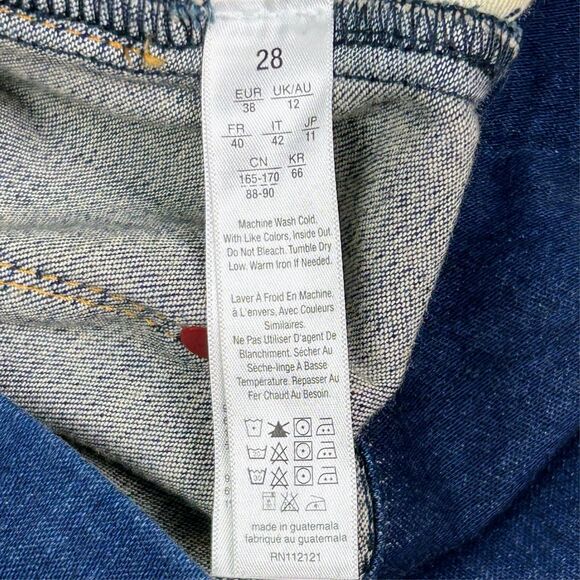 28
EUR UK/AU
38 12
FR IT JP
40 42 11
CN KR
165-170 66
88-90
Machine Wash Cold.
With Like Colors, Inside Out.
Do Not Bleach. Tumble Dry
Low. Warm Iron If Needed.
Laver À Froid En Machine,
à L'envers, Avec Couleurs
Similaires.
Ne Pas Utiliser D'agent De
Blanchiment. Sécher Au
Sèche-linge À Basse
Température. Repasser Au
Fer Chaud Au Besoin.
made in guatemala
fabriqué au guatemala
RN112121